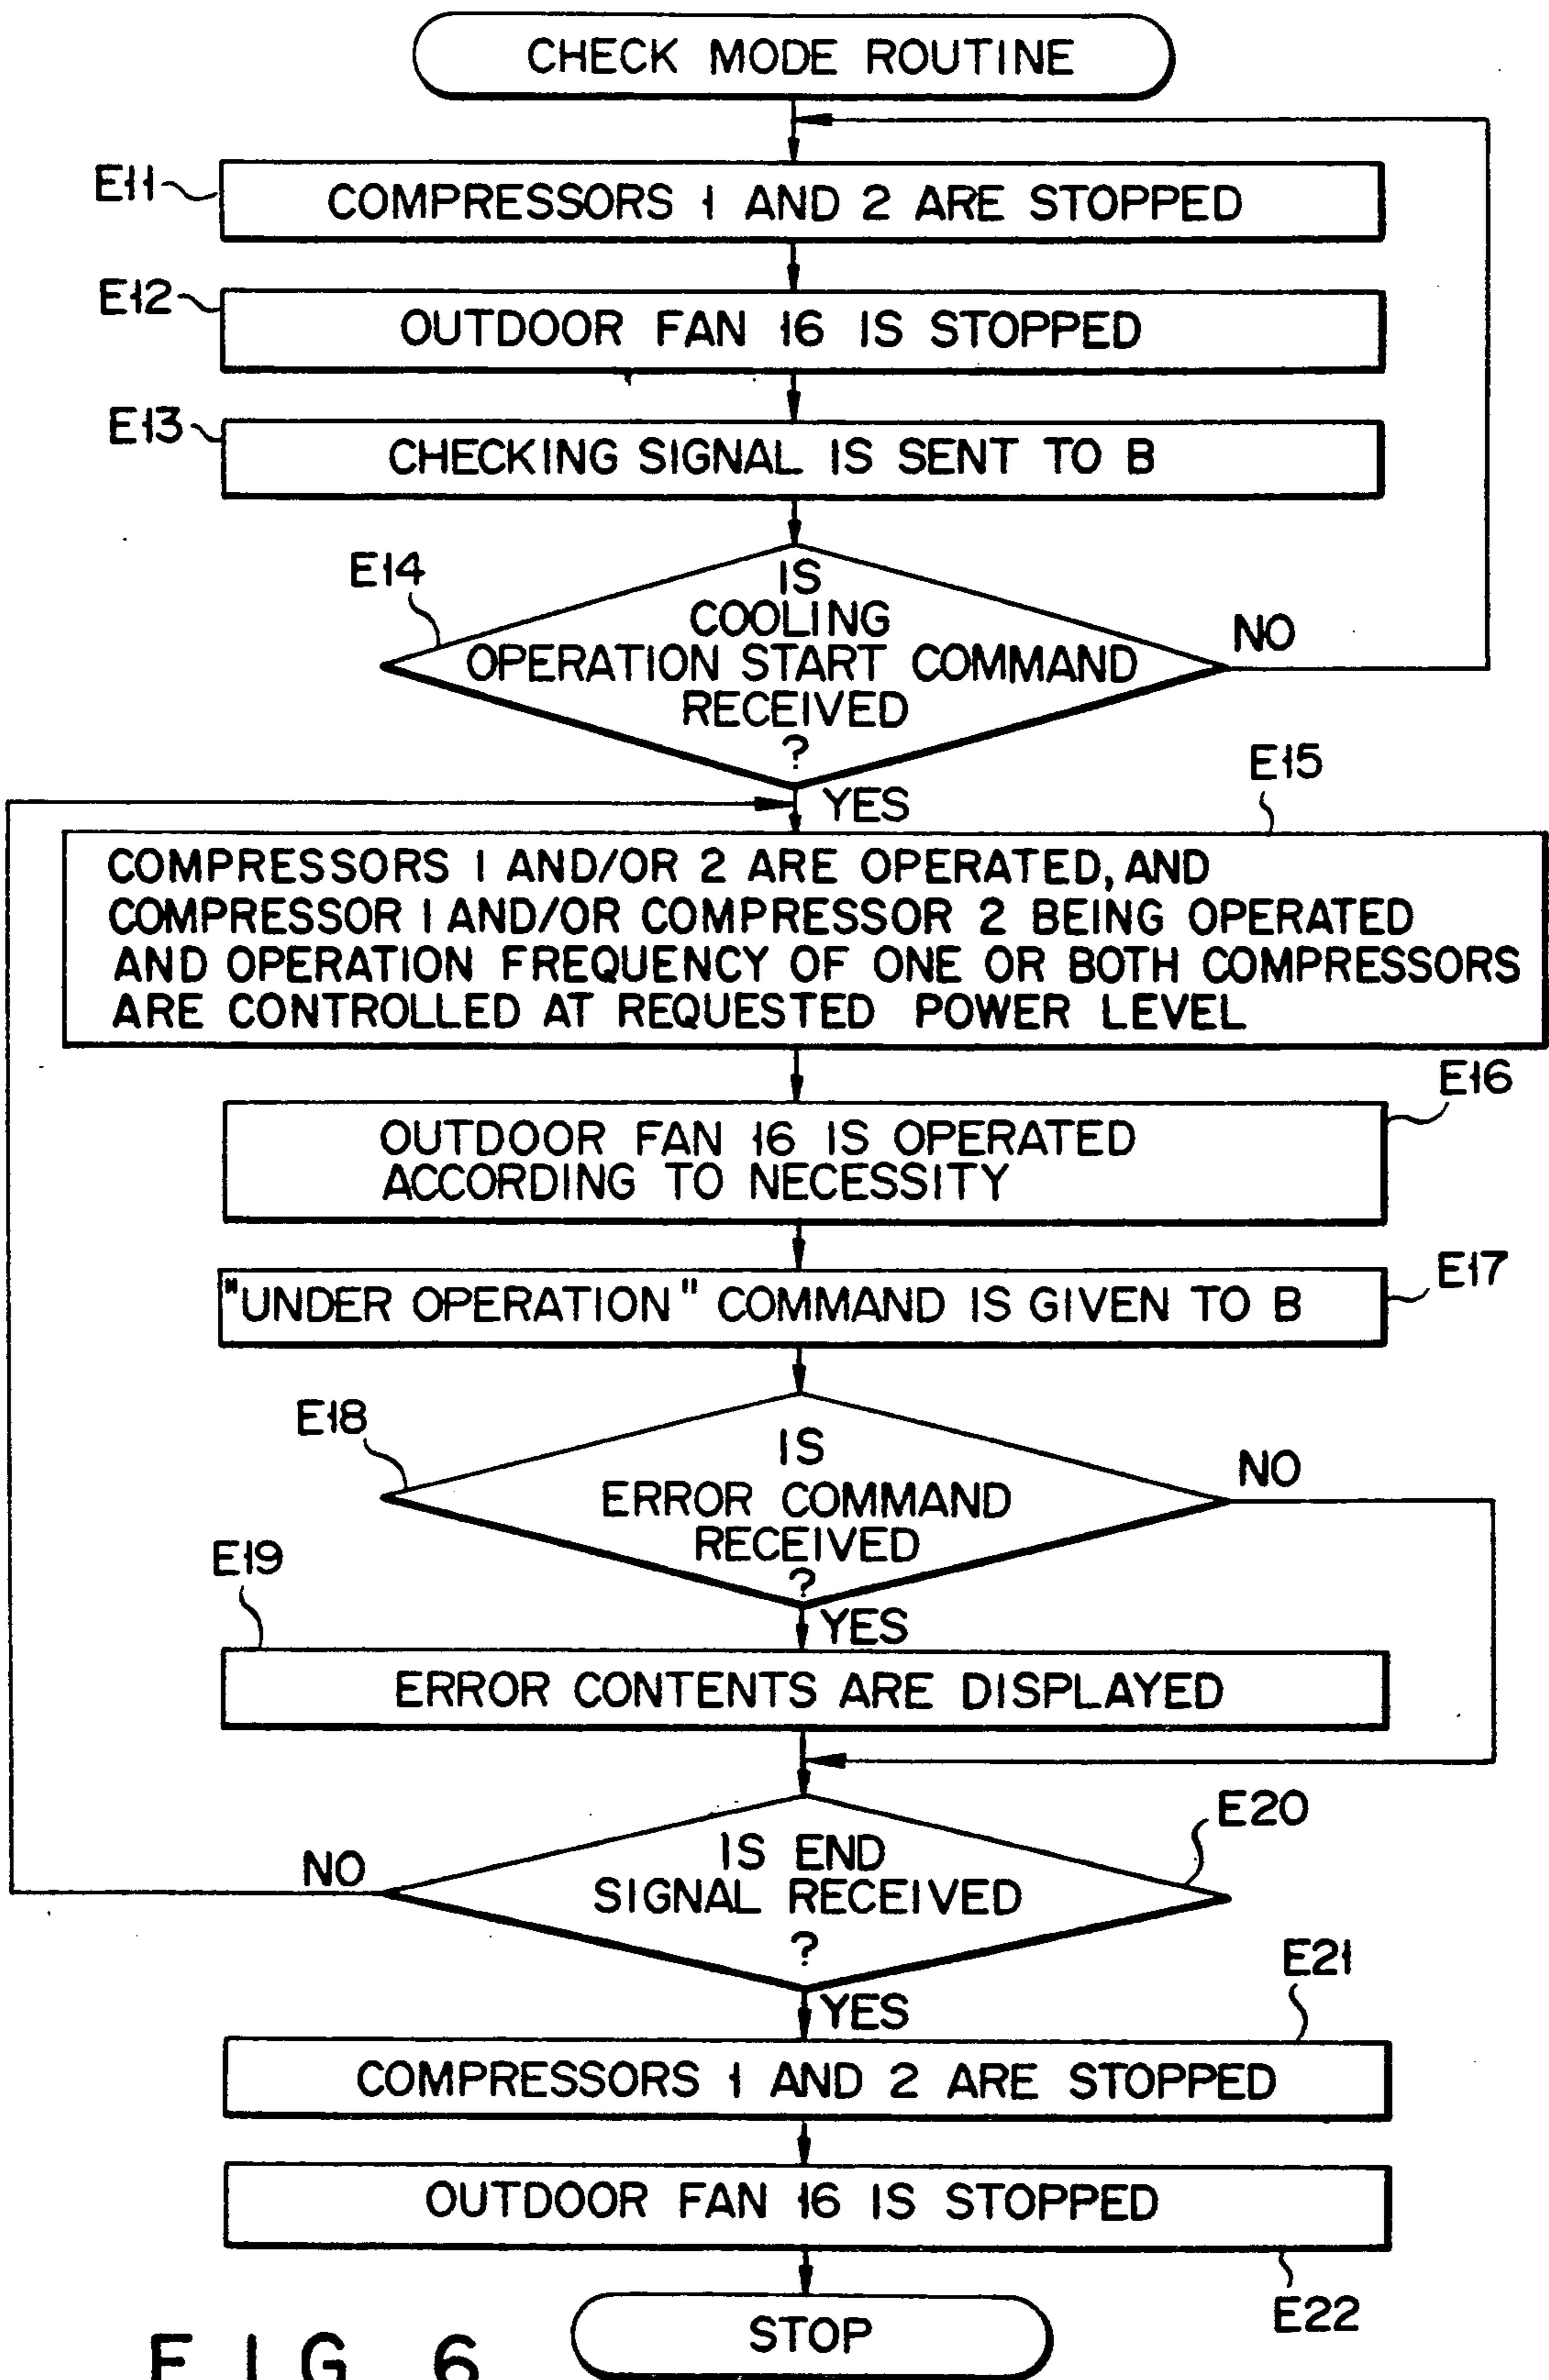 CHECK MODE ROUTINE
E11
COMPRESSORS 1 AND 2 ARE STOPPED
E12
OUTDOOR FAN 16 IS STOPPED
E13
CHECKING SIGNAL IS SENT TO B
E14
IS
COOLING
OPERATION START COMMAND
RECEIVED
?
NO
YES
E15
COMPRESSORS 1 AND/OR 2 ARE OPERATED, AND
COMPRESSOR 1 AND/OR COMPRESSOR 2 BEING OPERATED
AND OPERATION FREQUENCY OF ONE OR BOTH COMPRESSORS
ARE CONTROLLED AT REQUESTED POWER LEVEL
E16
OUTDOOR FAN 16 IS OPERATED
ACCORDING TO NECESSITY
E17
"UNDER OPERATION" COMMAND IS GIVEN TO B
E18
IS
ERROR COMMAND
RECEIVED
?
NO
YES
E19
ERROR CONTENTS ARE DISPLAYED
E20
IS END
SIGNAL RECEIVED
?
NO
YES
E21
COMPRESSORS 1 AND 2 ARE STOPPED
OUTDOOR FAN 16 IS STOPPED
E22
STOP
FIG. 6